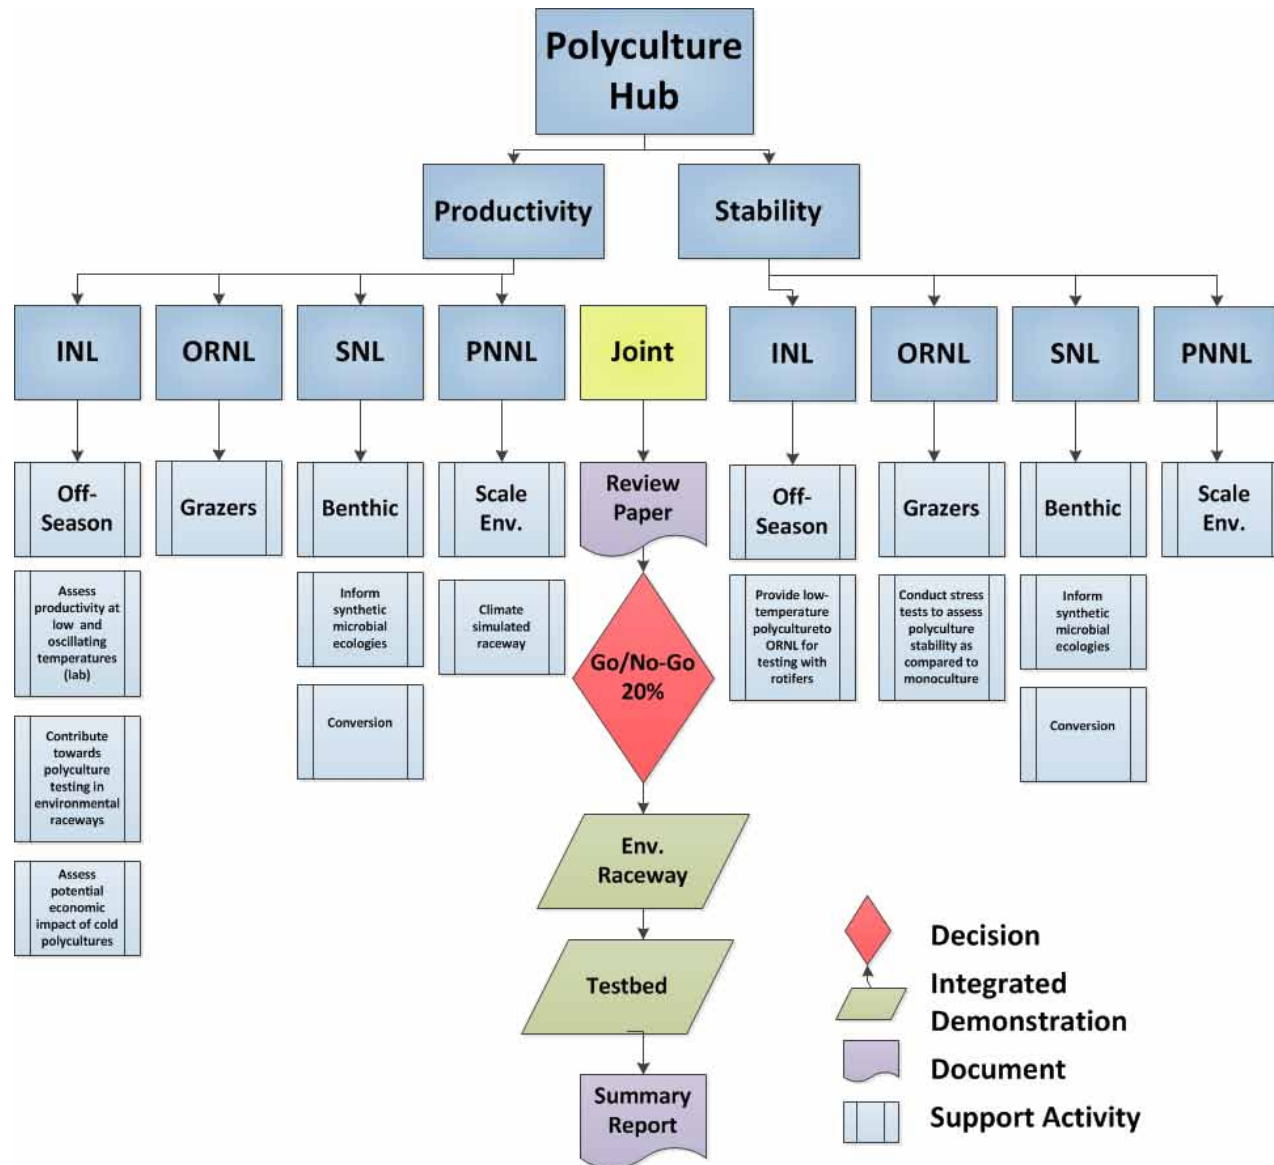 Polyculture
Hub
Productivity
Stability
INL
ORNL
SNL
PNNL
Joint
INL
ORNL
SNL
PNNL
Off-
Season
Grazers
Benthic
Scale
Env.
Review
Paper
Off-
Season
Grazers
Benthic
Scale
Env.
Assess
productivity at
low and
oscillating
temperatures
(lab)
Inform
synthetic
microbial
ecologies
Climate
simulated
raceway
Go/No-Go
20%
Provide low-
temperature
polycultureto
ORNL for
testing with
rotifers
Conduct stress
tests to assess
polyculture
stability as
compared to
monoculture
Inform
synthetic
microbial
ecologies
Contribute
towards
polyculture
testing in
environmental
raceways
Conversion
Conversion
Assess
potential
economic
impact of cold
polycultures
Env.
Raceway
Testbed
Summary
Report
Decision
Integrated
Demonstration
Document
Support Activity